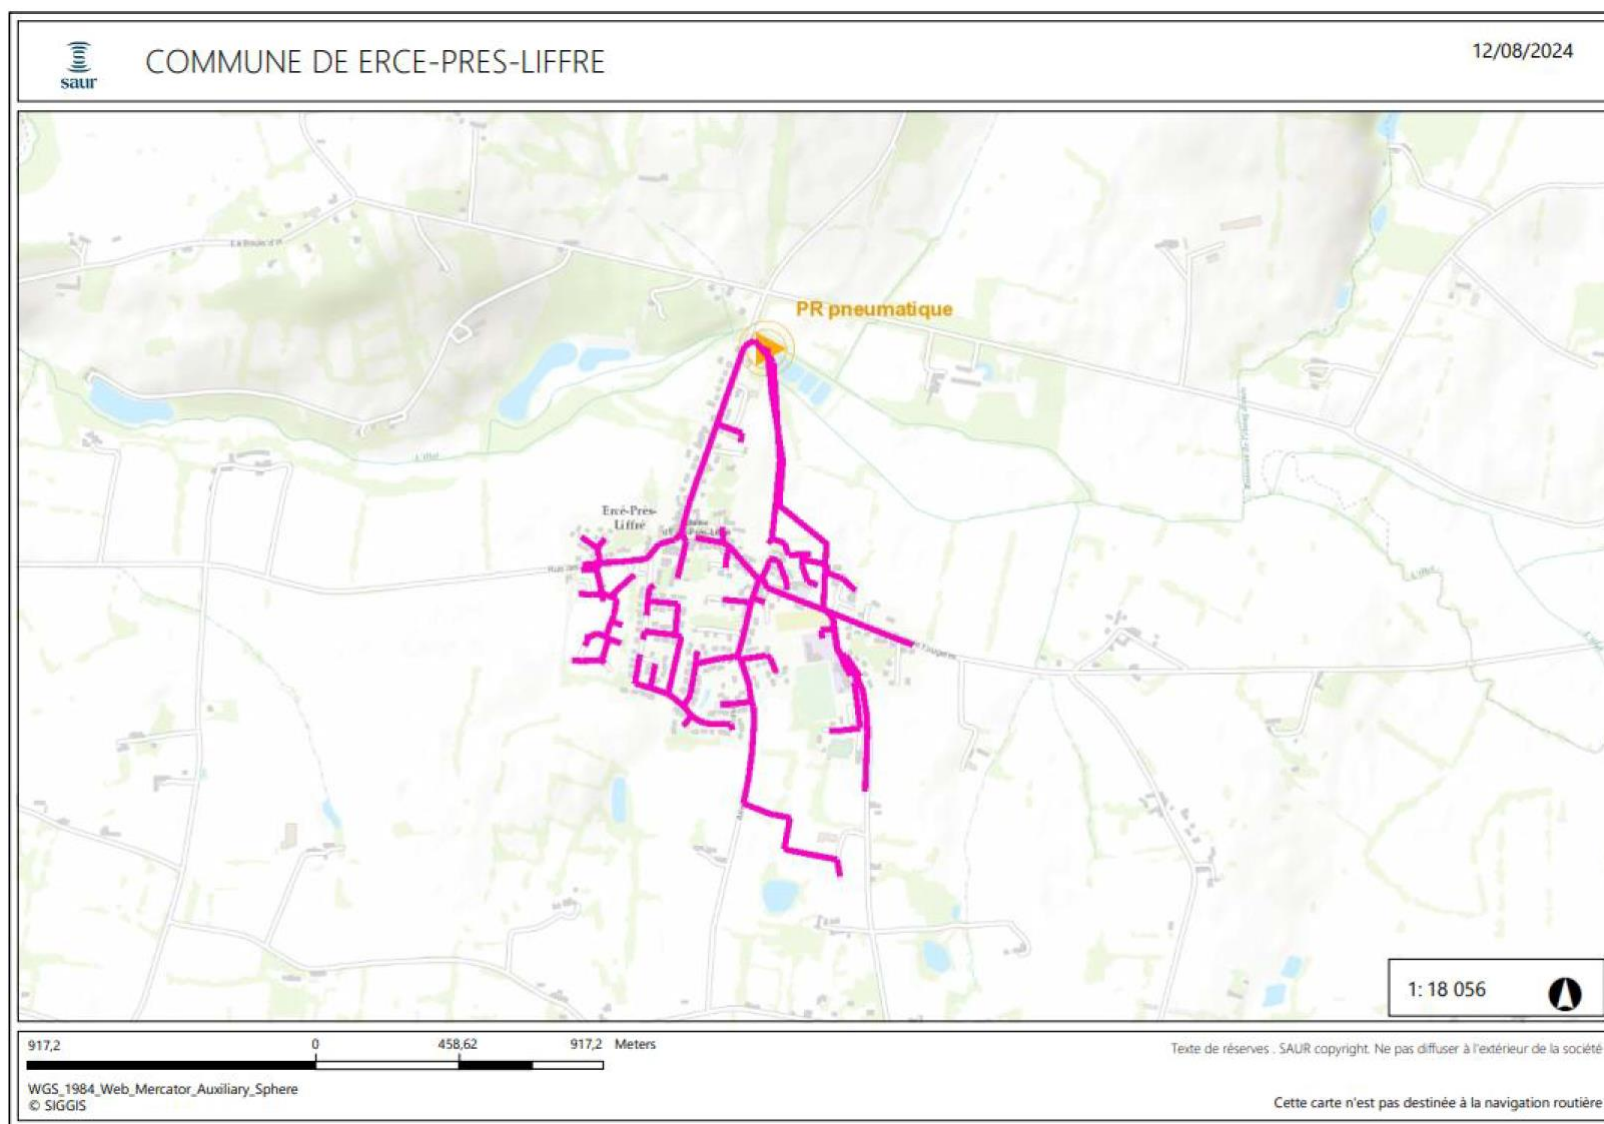 saur
COMMUNE DE ERCE-PRES-LIFFRE
12/08/2024
PR pneumatique
Ercé-Près-
Liffré
L'Illet
L'Illet
1: 18 056
917,2 0 458,62 917,2 Meters
WGS_1984_Web_Mercator_Auxiliary_Sphere
© SIGGIS
Texte de réserves . SAUR copyright. Ne pas diffuser à l'extérieur de la société
Cette carte n'est pas destinée à la navigation routière